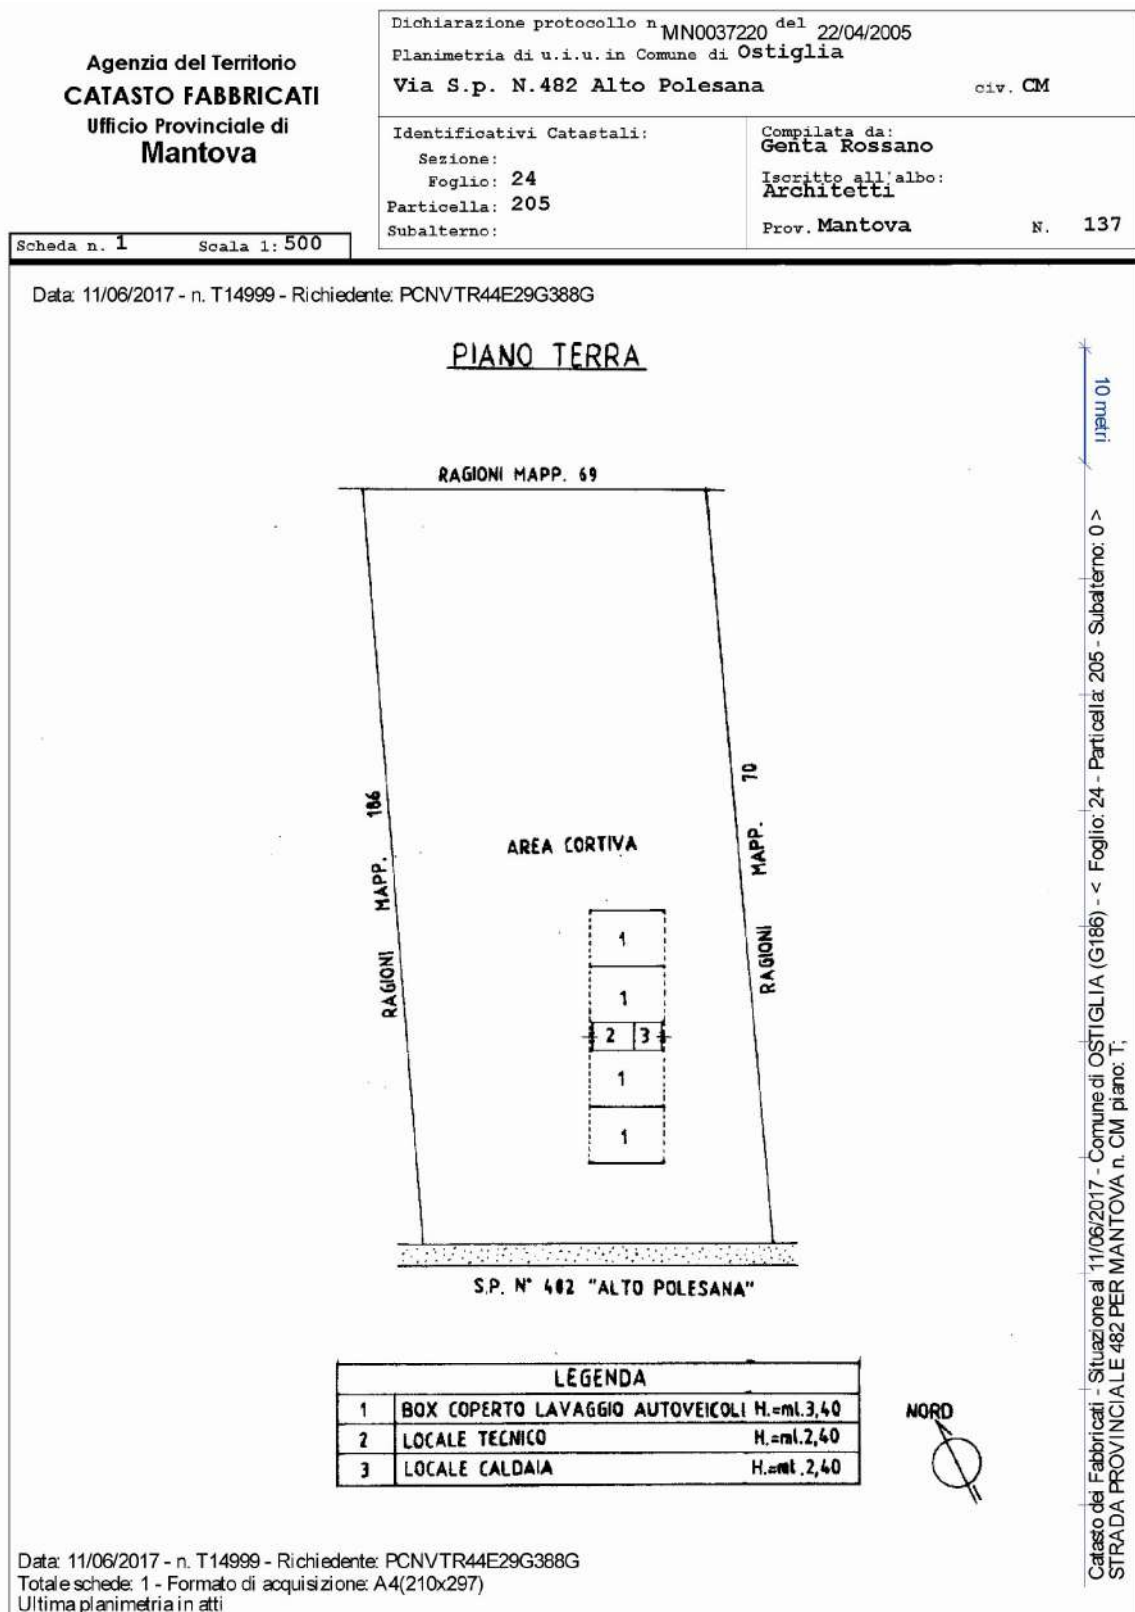 Agenzia del Territorio
CATASTO FABBRICATI
Ufficio Provinciale di
Mantova
Dichiarazione protocollo n MN0037220 del 22/04/2005
Planimetria di u.i.u. in Comune di Ostiglia
Via S.p. N.482 Alto Polesana civ. CM
Identificativi Catastali:
Sezione:
Foglio: 24
Particella: 205
Subalterno:
Compilata da:
Genta Rossano
Iscritto all'albo:
Architetti
Prov. Mantova N. 137
Scheda n. 1 Scala 1: 500
Data: 11/06/2017 - n. T14999 - Richiedente: PCNVTR44E29G388G
PIANO TERRA
10 metri
RAGIONI MAPP. 69
RAGIONI MAPP. 186
RAGIONI MAPP. 70
AREA CORTIVA
1
1
2 3
1
1
S.P. N° 482 "ALTO POLESANA"
LEGENDA
1 BOX COPERTO LAVAGGIO AUTOVEICOLI H.=ml.3,40
2 LOCALE TECNICO H.=ml.2,40
3 LOCALE CALDAIA H.=ml.2,40
NORD
Catasto dei Fabbricati - Situazione al 11/06/2017 - Comune di OSTIGLIA (G186) - < Foglio: 24 - Particella: 205 - Subalterno: 0 >
STRADA PROVINCIALE 482 PER MANTOVA n. CM piano: T;
Data: 11/06/2017 - n. T14999 - Richiedente: PCNVTR44E29G388G
Totale schede: 1 - Formato di acquisizione: A4(210x297)
Ultima planimetria in atti